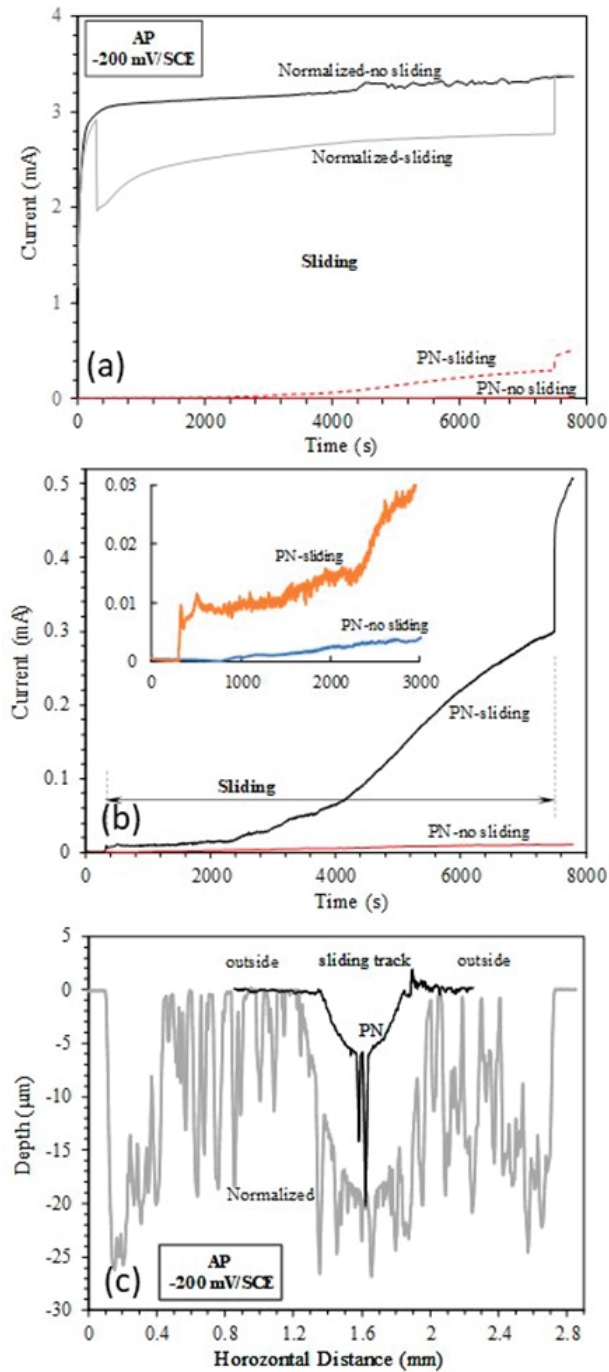 AP
-200 mV/SCE
4
3
2
1
0
Current (mA)
Normalized-no sliding
Normalized-sliding
Sliding
PN-sliding
PN-no sliding
(a)
0 2000 4000 6000 8000
Time (s)
0.5
0.4
0.3
0.2
0.1
0
Current (mA)
0.03
0.02
0.01
0
PN-sliding
PN-no sliding
0 1000 2000 3000
PN-sliding
Sliding
(b)
PN-no sliding
0 2000 4000 6000 8000
Time (s)
5
0
-5
-10
-15
-20
-25
-30
Depth (µm)
outside sliding track outside
PN
Normalized
AP
-200 mV/SCE
(c)
0 0.4 0.8 1.2 1.6 2 2.4 2.8
Horozontal Distance (mm)